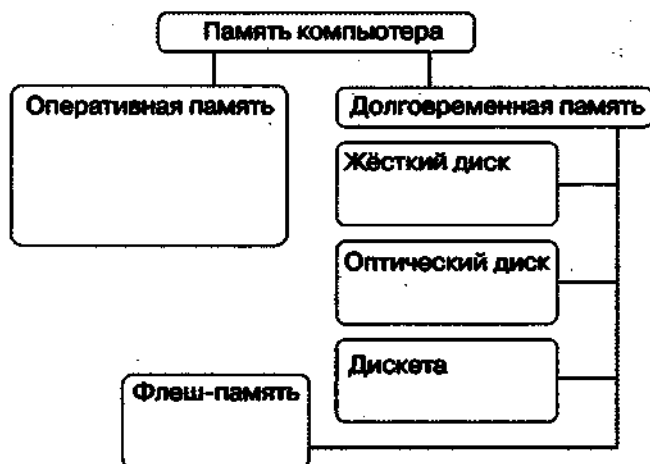 Память компьютера
Оперативная память
Долговременная память
Жёсткий диск
Оптический диск
Дискета
Флеш-память